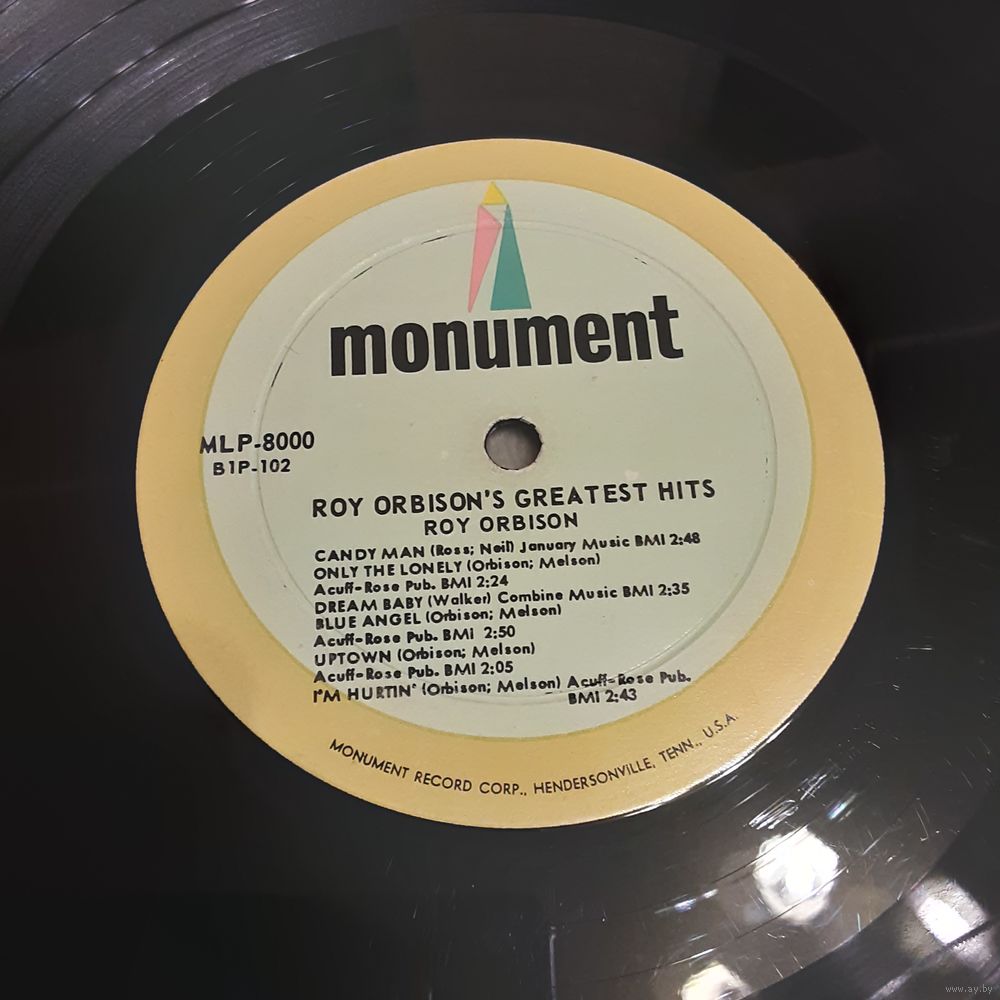 monument
MLP-8000
B1P-102
ROY ORBISON'S GREATEST HITS
ROY ORBISON
CANDY MAN (Ross; Neil) January Music BMI 2:48
ONLY THE LONELY (Orbison; Melson)
Acuff-Rose Pub. BMI 2:24
DREAM BABY (Walker) Combine Music BMI 2:35
BLUE ANGEL (Orbison; Melson)
Acuff-Rose Pub. BMI 2:50
UPTOWN (Orbison; Melson)
Acuff-Rose Pub. BMI 2:05
I'M HURTIN' (Orbison; Melson) Acuff-Rose Pub.
BMI 2:43
MONUMENT RECORD CORP., HENDERSONVILLE, TENN., U.S.A.
www.ay.by